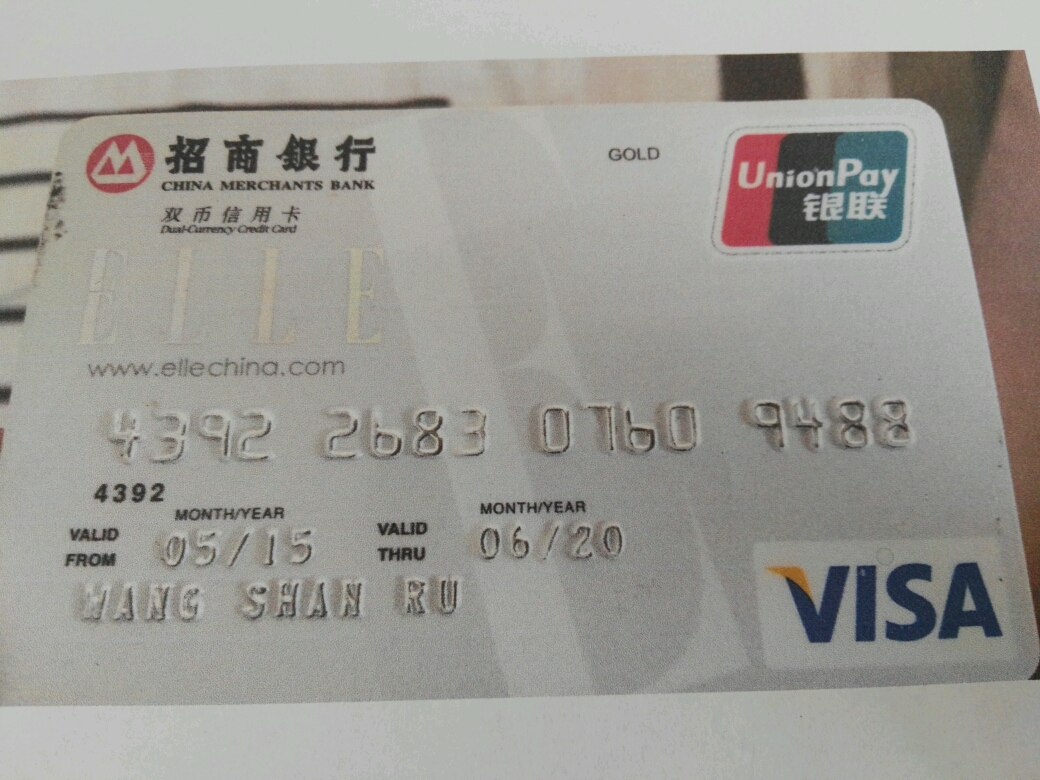 招商銀行
CHINA MERCHANTS BANK
双币信用卡
Dual-Currency Credit Card
GOLD
UnionPay
银联
ELLE
www.ellechina.com
4392 2683 0760 9488
4392
MONTH/YEAR MONTH/YEAR
VALID FROM 05/15 VALID THRU 06/20
WANG SHAN RU
VISA